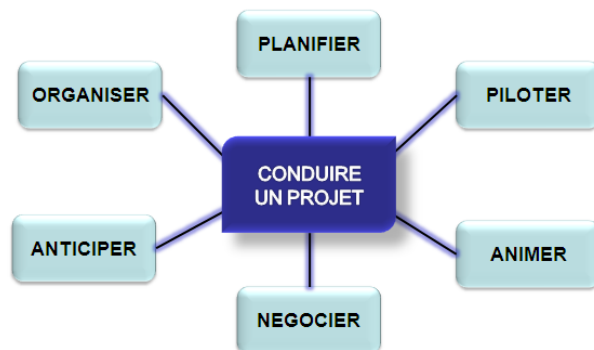 PLANIFIER
ORGANISER
PILOTER
CONDUIRE
UN PROJET
ANTICIPER
ANIMER
NEGOCIER